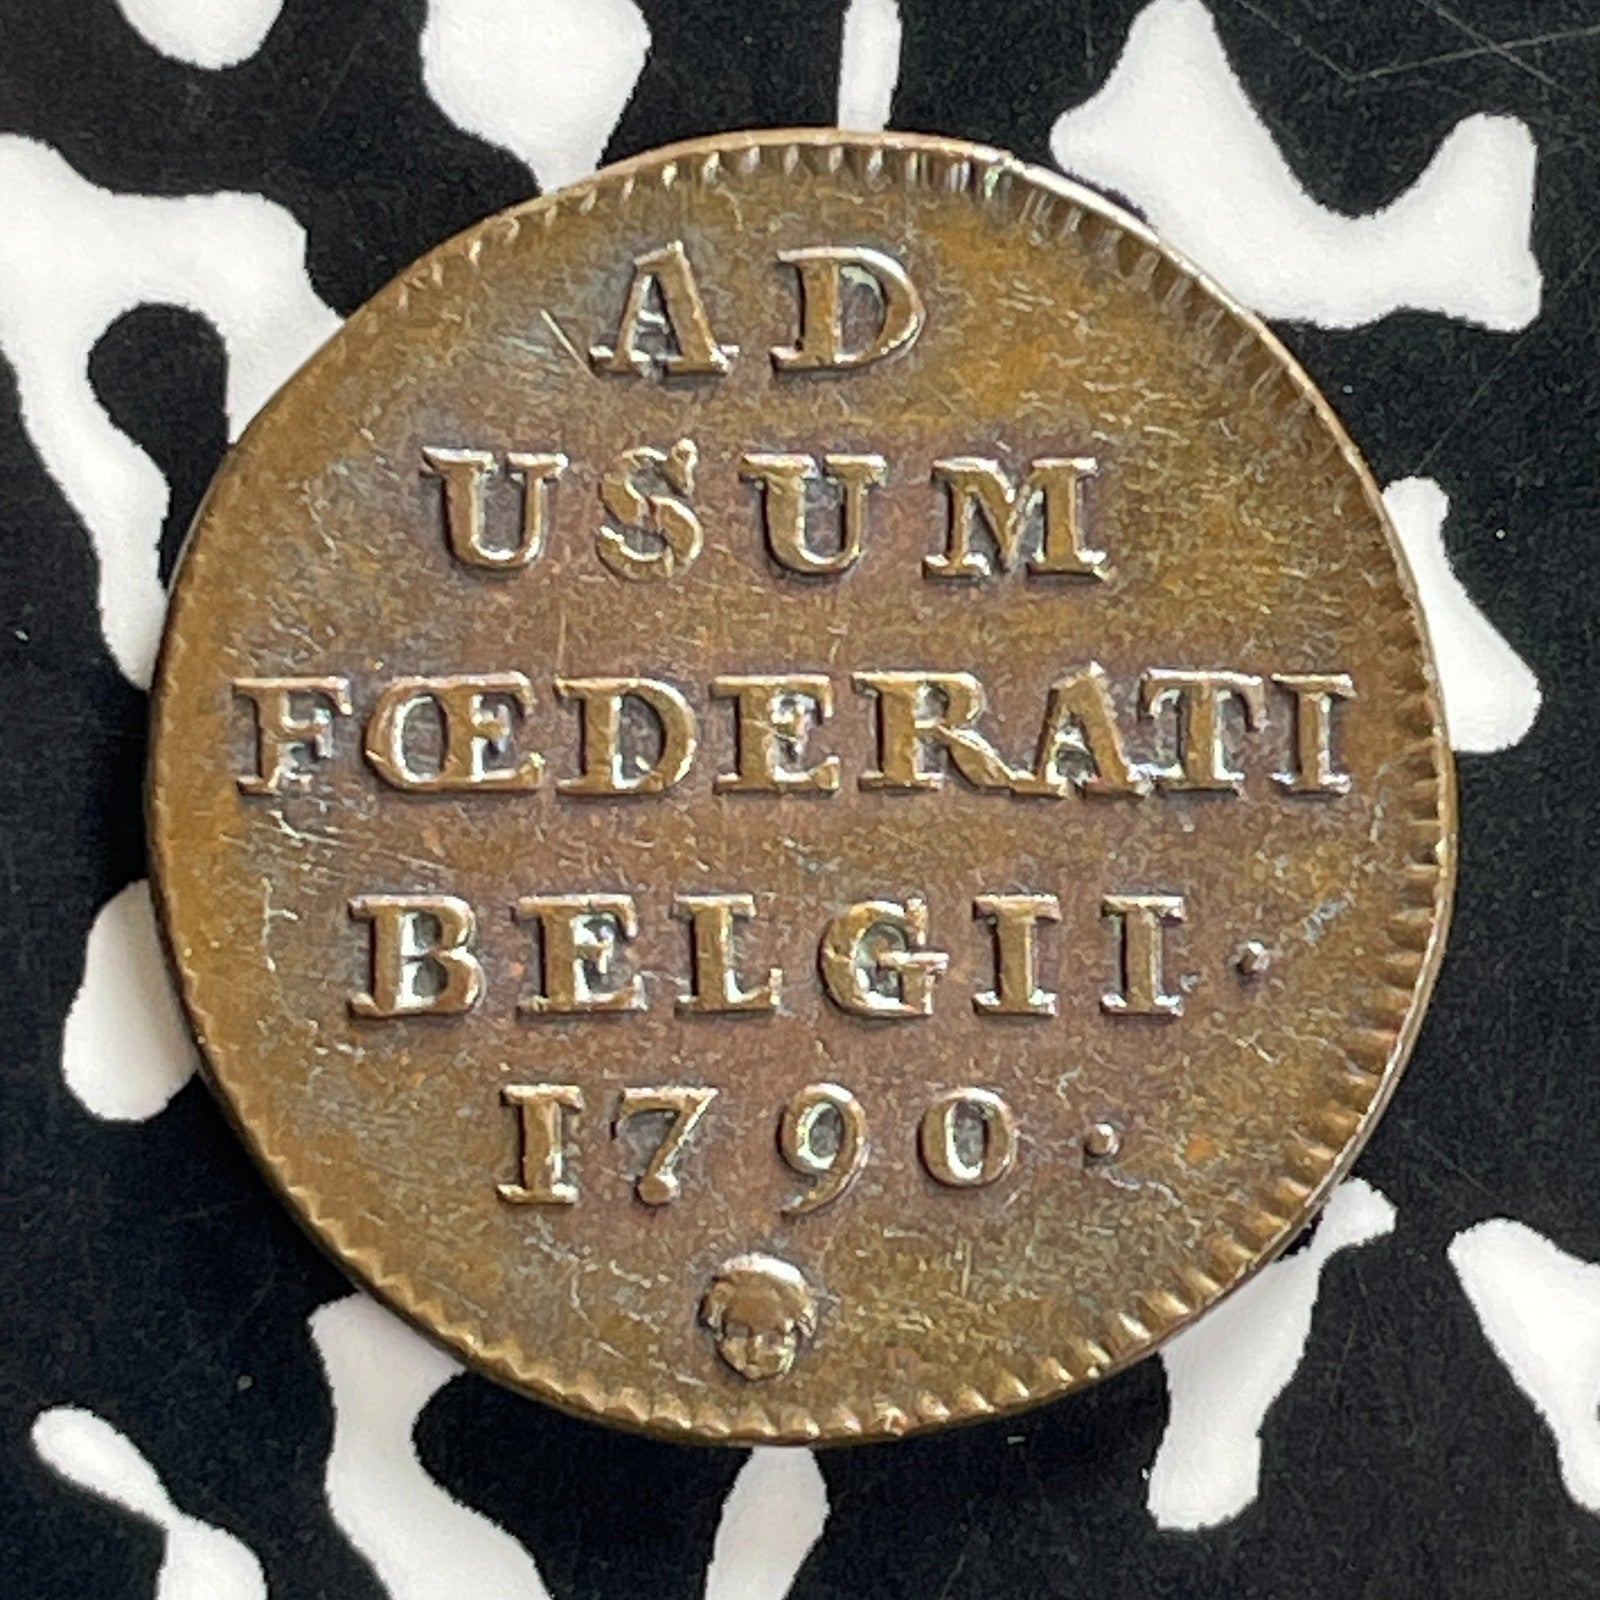 AD
USUM
FŒDERATI
BELGII·
1790·